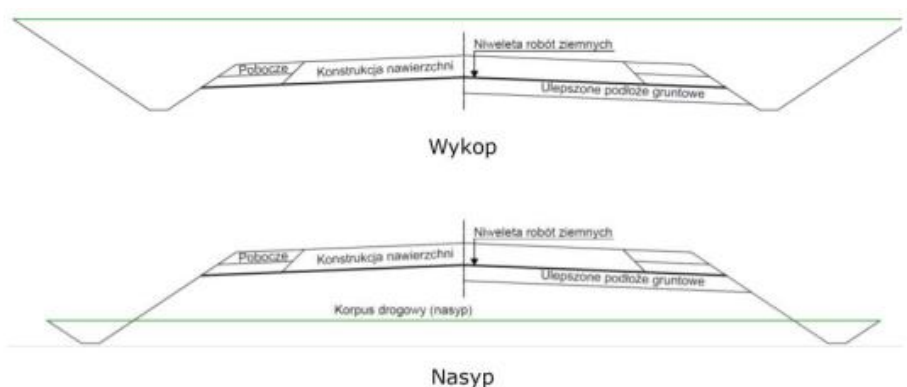 Niweleta robót ziemnych
Pobocze
Konstrukcja nawierzchni
Ulepszone podłoże gruntowe
Wykop
Niweleta robót ziemnych
Pobocze
Konstrukcja nawierzchni
Ulepszone podłoże gruntowe
Korpus drogowy (nasyp)
Nasyp